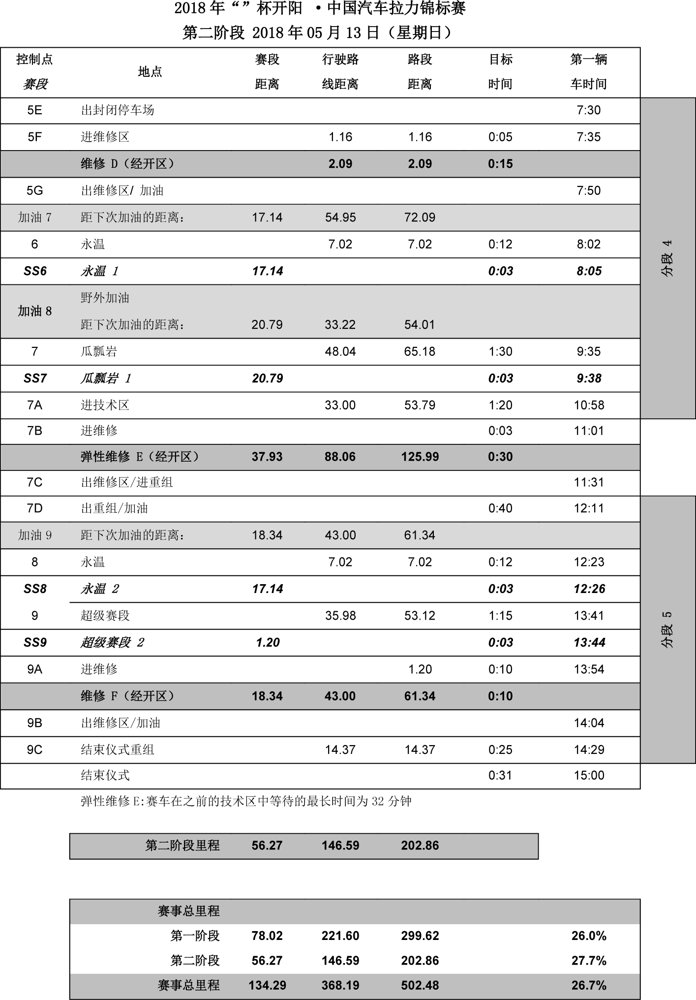 2018 年“”杯开阳 ·中国汽车拉力锦标赛
第二阶段 2018 年 05 月 13 日（星期日）
控制点 赛段 地点 赛段 距离 行驶路 线距离 路段 距离 目标 时间 第一辆 车时间
5E 出封闭停车场 7:30
5F 进维修区 1.16 1.16 0:05 7:35
维修 D（经开区） 2.09 2.09 0:15
5G 出维修区/ 加油 7:50
加油 7 距下次加油的距离： 17.14 54.95 72.09
6 永温 7.02 7.02 0:12 8:02
分段 4
SS6 永温 1 17.14 0:03 8:05
野外加油
加油 8
距下次加油的距离： 20.79 33.22 54.01
7 瓜瓢岩 48.04 65.18 1:30 9:35
SS7 瓜瓢岩 1 20.79 0:03 9:38
7A 进技术区 33.00 53.79 1:20 10:58
7B 进维修 0:03 11:01
弹性维修 E（经开区） 37.93 88.06 125.99 0:30
7C 出维修区/进重组 11:31
7D 出重组/加油 0:40 12:11
加油 9 距下次加油的距离： 18.34 43.00 61.34
8 永温 7.02 7.02 0:12 12:23
SS8 永温 2 17.14 0:03 12:26
9 超级赛段 35.98 53.12 1:15 13:41
分段 5
SS9 超级赛段 2 1.20 0:03 13:44
9A 进维修 1.20 0:10 13:54
维修 F（经开区） 18.34 43.00 61.34 0:10
9B 出维修区/加油 14:04
9C 结束仪式重组 14.37 14.37 0:25 14:29
结束仪式 0:31 15:00
弹性维修 E:赛车在之前的技术区中等待的最长时间为 32 分钟
第二阶段里程 56.27 146.59 202.86
赛事总里程
第一阶段 78.02 221.60 299.62 26.0%
第二阶段 56.27 146.59 202.86 27.7%
赛事总里程 134.29 368.19 502.48 26.7%